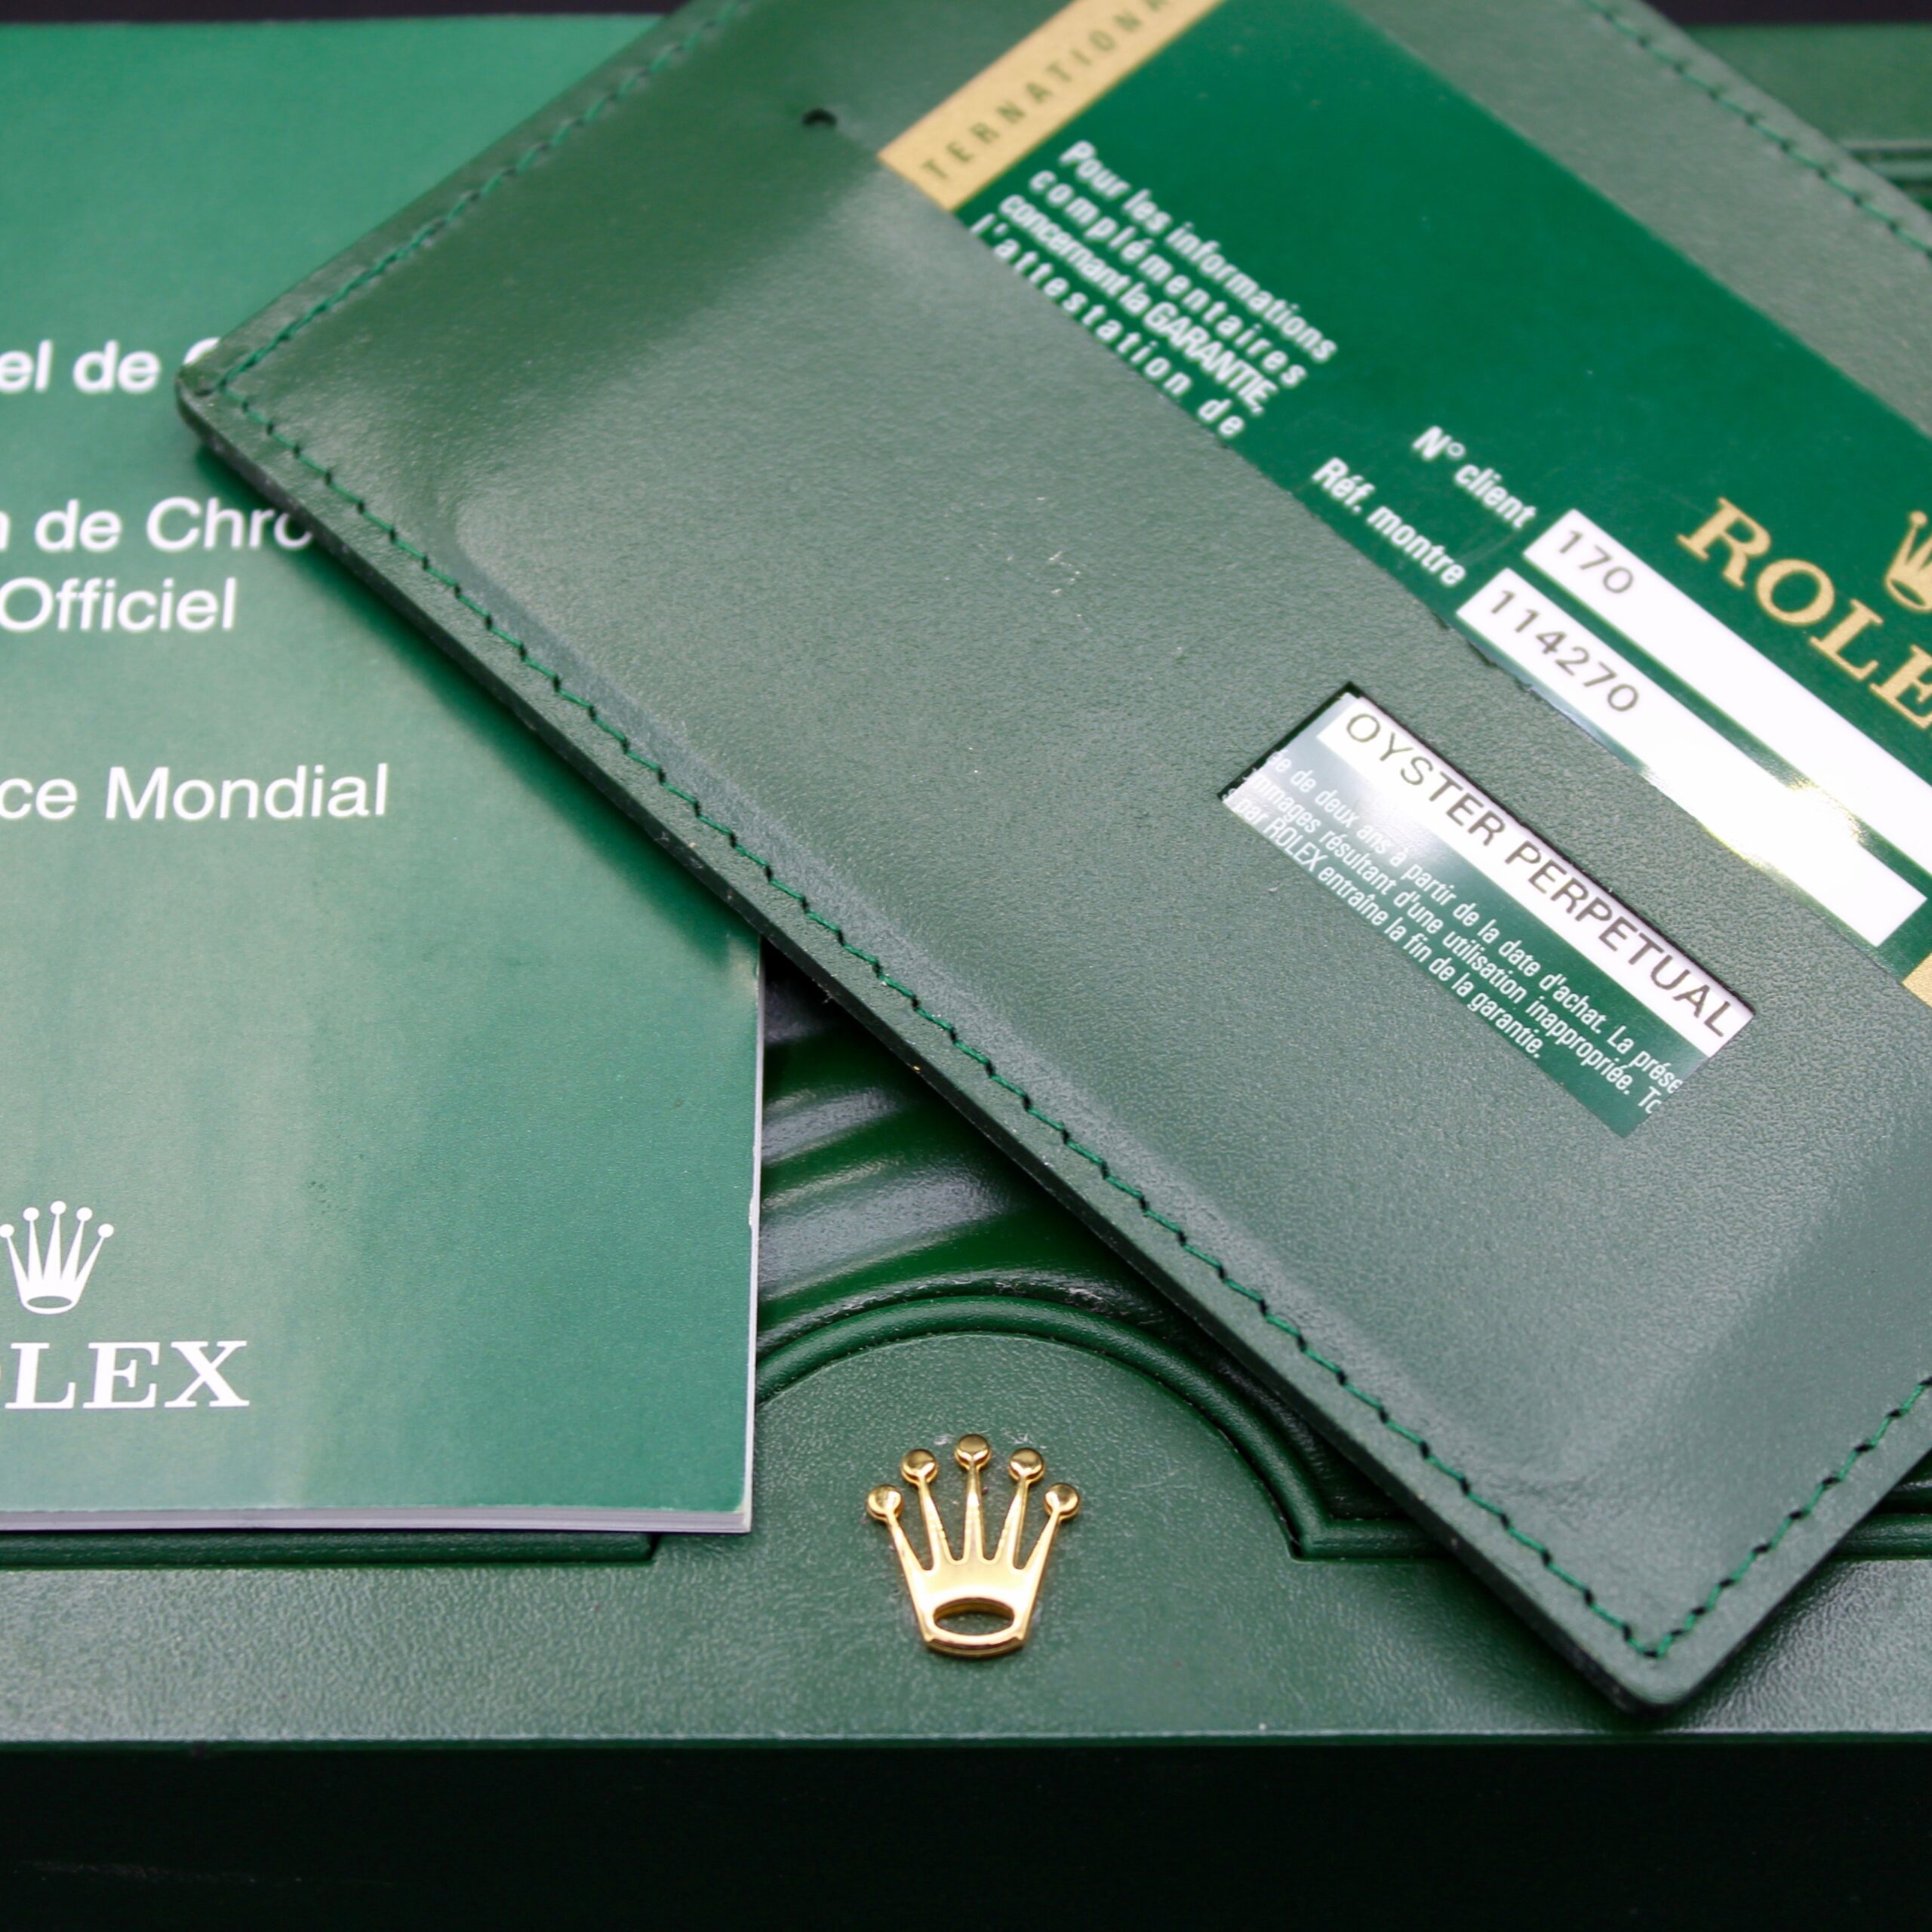 el de
n de Chro
Officiel
ce Mondial
OLEX
TERNATIONA
Pour les informations
complémentaires
concernant la GARANTIE,
l'attestation de
N° client 170
Réf. montre 114270
ROLE
OYSTER PERPETUAL
de deux ans à partir de la date d'achat. La prése
mmages résultant d'une utilisation inappropriée. To
par ROLEX entraîne la fin de la garantie.